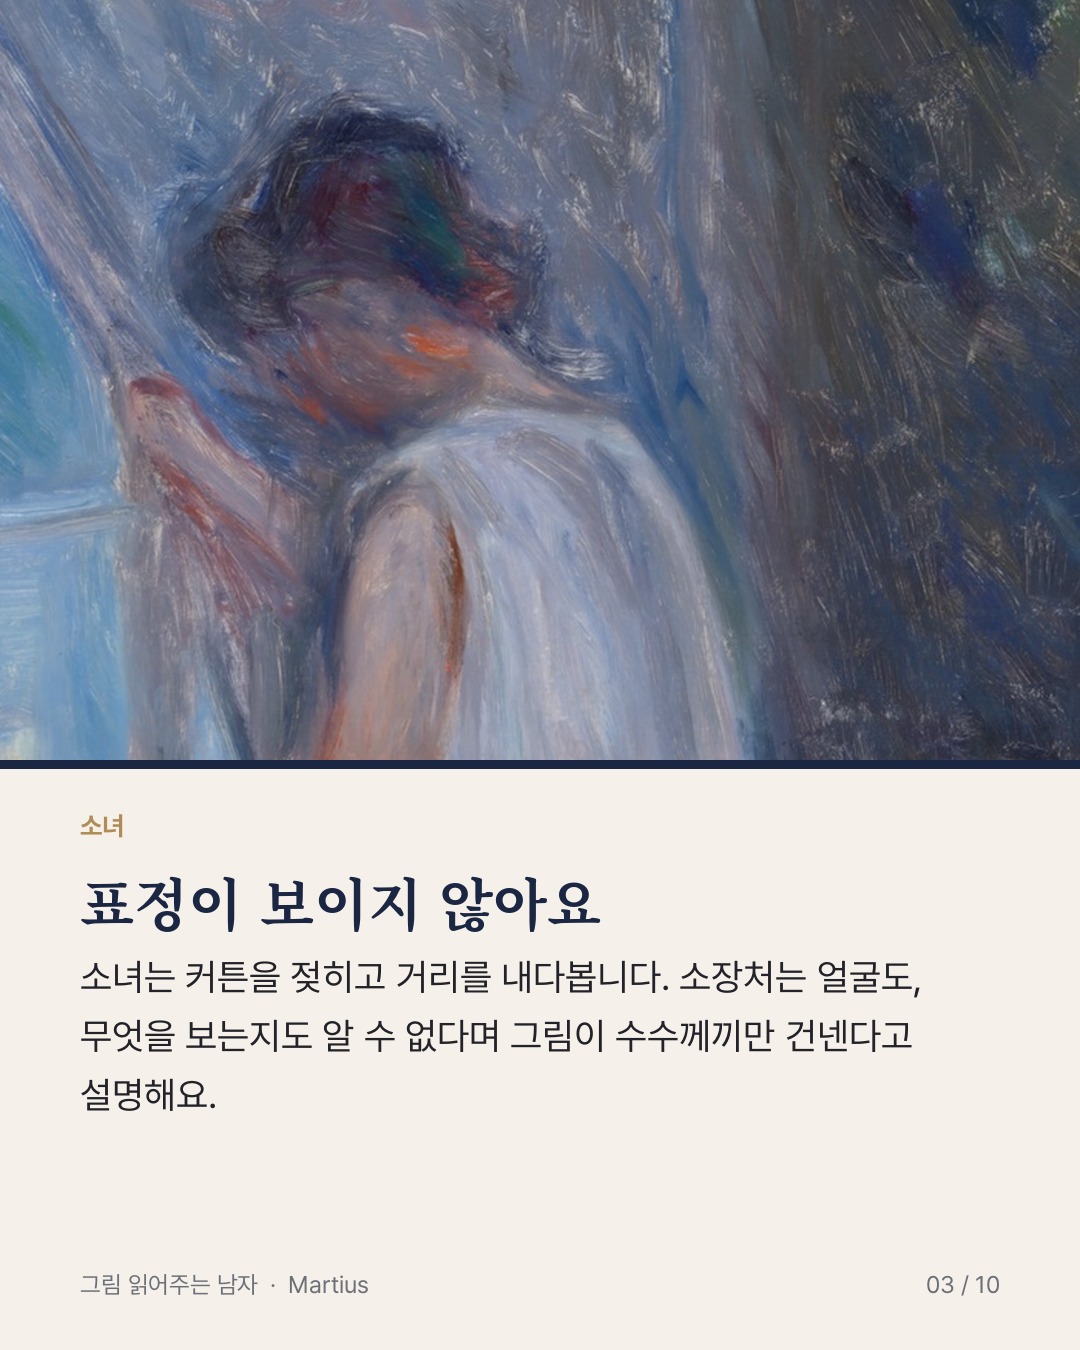 소녀
표정이 보이지 않아요
소녀는 커튼을 젖히고 거리를 내다봅니다. 소장처는 얼굴도,
무엇을 보는지도 알 수 없다며 그림이 수수께끼만 건넨다고
설명해요.
그림 읽어주는 남자 · Martius
03 / 10